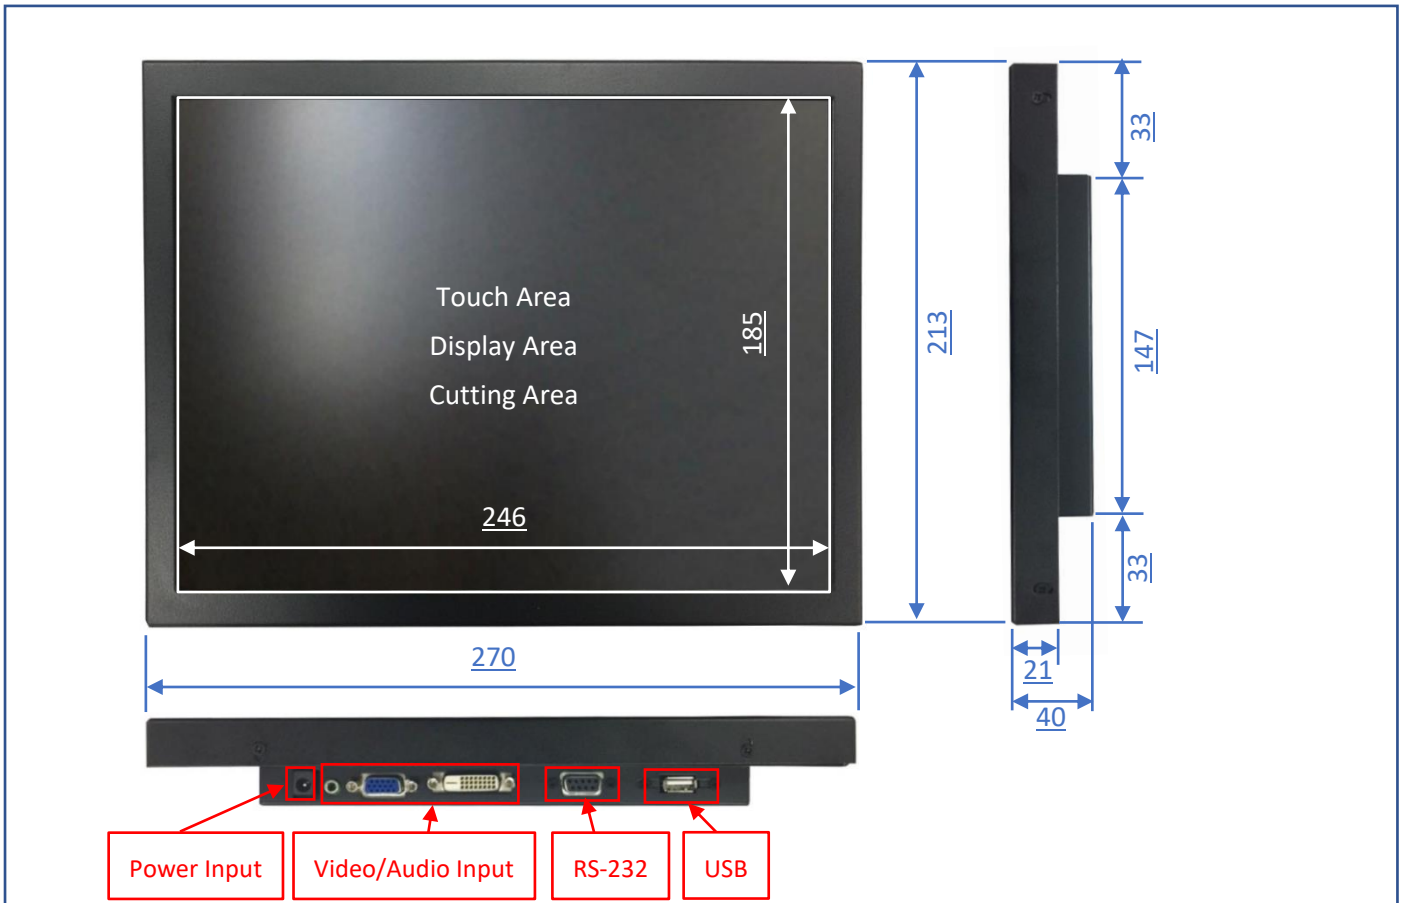 Touch Area
Display Area
Cutting Area
185
246
213
270
33
147
33
21
40
Power Input
Video/Audio Input
RS-232
USB